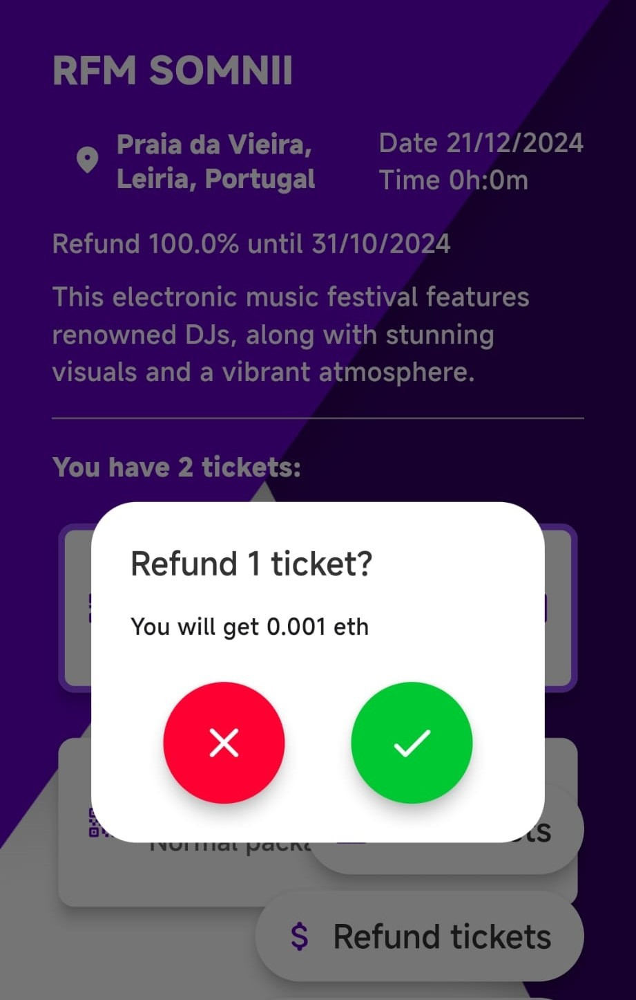 RFM SOMNII
Praia da Vieira,
Leiria, Portugal
Date 21/12/2024
Time 0h:0m
Refund 100.0% until 31/10/2024
This electronic music festival features
renowned DJs, along with stunning
visuals and a vibrant atmosphere.
You have 2 tickets:
Refund 1 ticket?
You will get 0.001 eth
Normal
Refund tickets